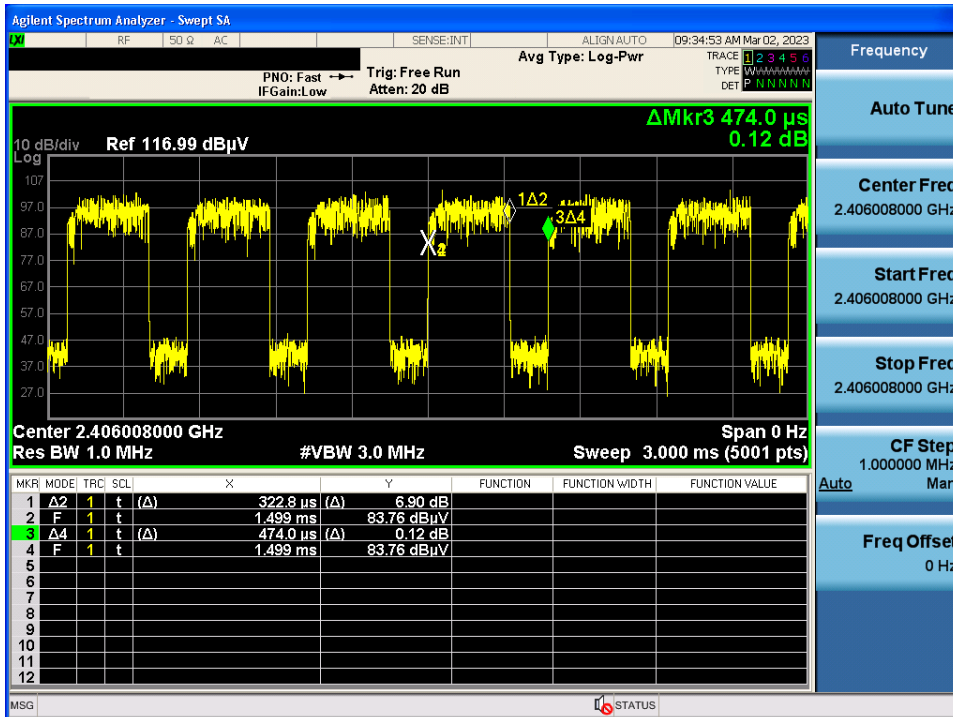 Agilent Spectrum Analyzer - Swept SA
LXI RF 50 Ω AC SENSE:INT ALIGN AUTO 09:34:53 AM Mar 02, 2023
Frequency
PNO: Fast IFGain:Low
Trig: Free Run
Atten: 20 dB
Avg Type: Log-Pwr
TRACE 1 2 3 4 5 6
TYPE WWWWWW
DET P N N N N N
Auto Tune
ΔMkr3 474.0 µs
0.12 dB
10 dB/div Ref 116.99 dBµV
Log
107
97.0
87.0
77.0
67.0
57.0
47.0
37.0
27.0
1Δ2
3Δ4
Center 2.406008000 GHz Span 0 Hz
Res BW 1.0 MHz #VBW 3.0 MHz Sweep 3.000 ms (5001 pts)
MKR MODE TRC SCL X Y FUNCTION FUNCTION WIDTH FUNCTION VALUE
1 Δ2 1 t (Δ) 322.8 µs (Δ) 6.90 dB
2 F 1 t 1.499 ms 83.76 dBµV
3 Δ4 1 t (Δ) 474.0 µs (Δ) 0.12 dB
4 F 1 t 1.499 ms 83.76 dBµV
5
6
7
8
9
10
11
12
Center Freq
2.406008000 GHz
Start Freq
2.406008000 GHz
Stop Freq
2.406008000 GHz
CF Step
1.000000 MHz
Auto Man
Freq Offset
0 Hz
MSG STATUS